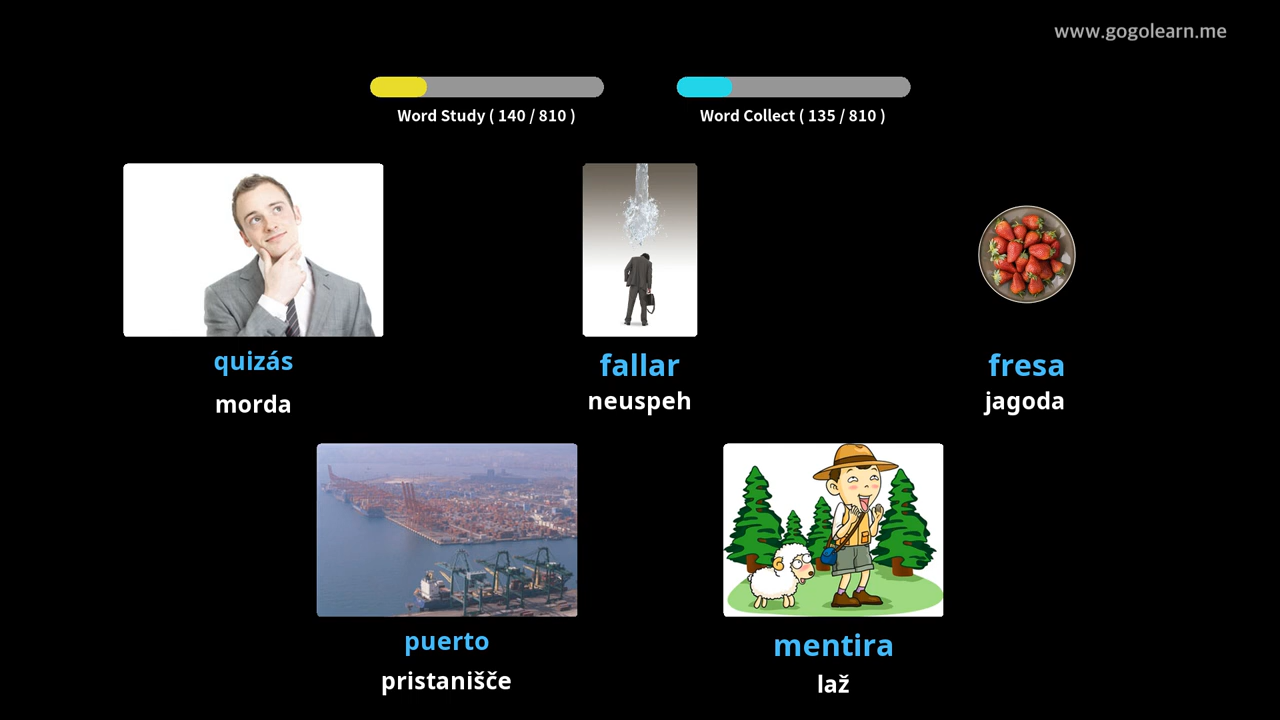 www.gogolearn.me
Word Study ( 140 / 810 )
Word Collect ( 135 / 810 )
quizás
morda
fallar
neuspeh
fresa
jagoda
puerto
pristanišče
mentira
laž